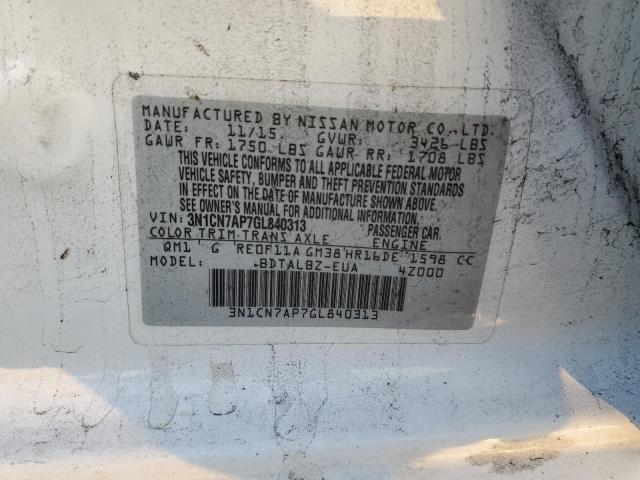 MANUFACTURED BY NISSAN MOTOR CO., LTD.
DATE: 11/15 GVWR: 3426 LBS
GAWR FR: 1750 LBS GAWR RR: 1708 LBS
THIS VEHICLE CONFORMS TO ALL APPLICABLE FEDERAL MOTOR
VEHICLE SAFETY, BUMPER AND THEFT PREVENTION STANDARDS
IN EFFECT ON THE DATE OF MANUFACTURE SHOWN ABOVE.
SEE OWNER'S MANUAL FOR ADDITIONAL INFORMATION.
VIN: 3N1CN7AP7GL840313 PASSENGER CAR.
COLOR TRIM TRANS AXLE ENGINE
QM1 G RE0F11A GM38 HR16DE 1598 CC
MODEL: BDTALBZ-EUA 4Z000
3N1CN7AP7GL840313